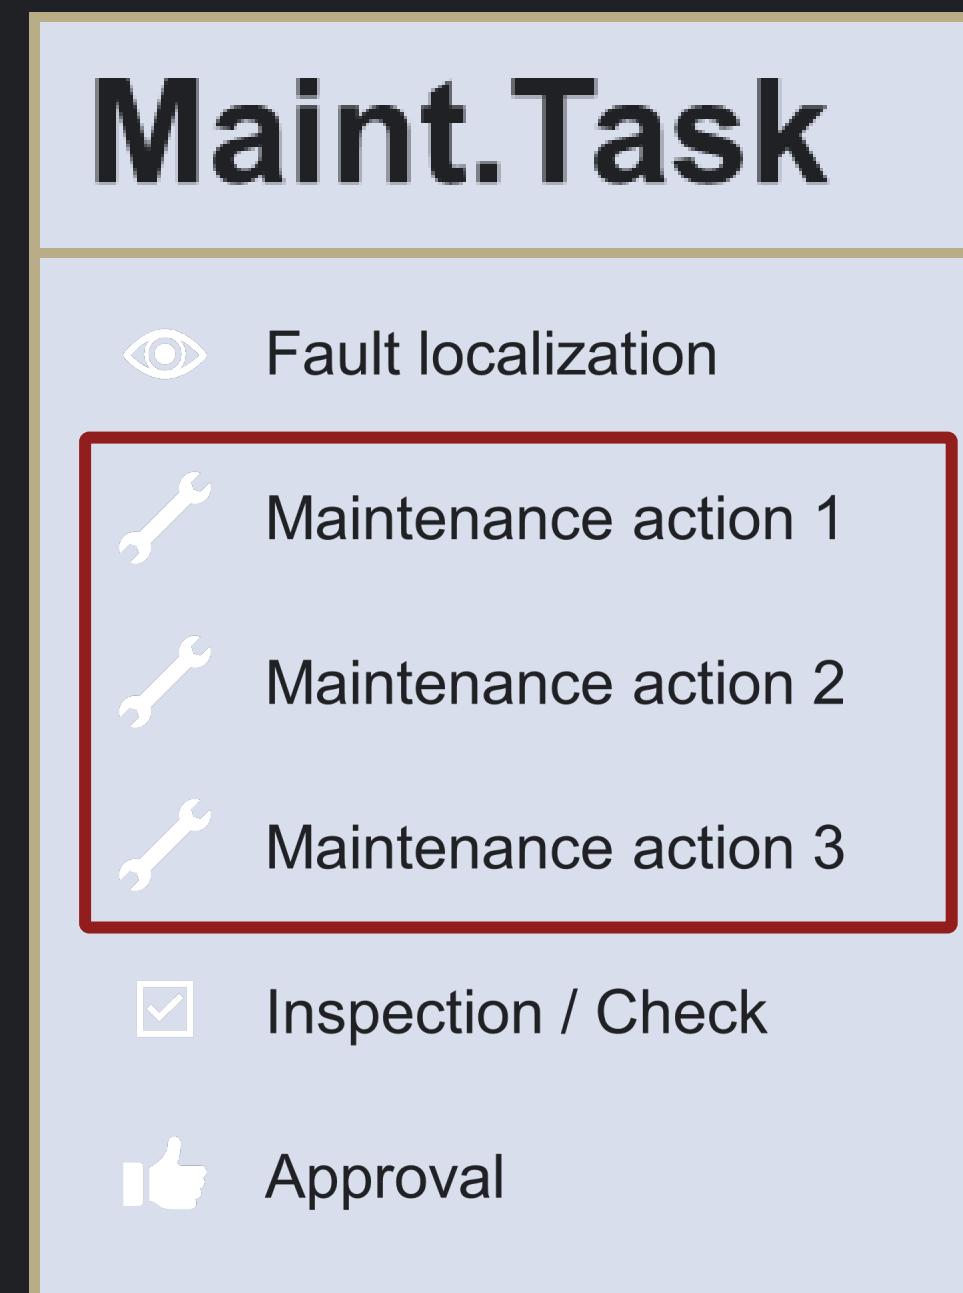 Maint.Task
Fault localization
Maintenance action 1
Maintenance action 2
Maintenance action 3
Inspection / Check
Approval